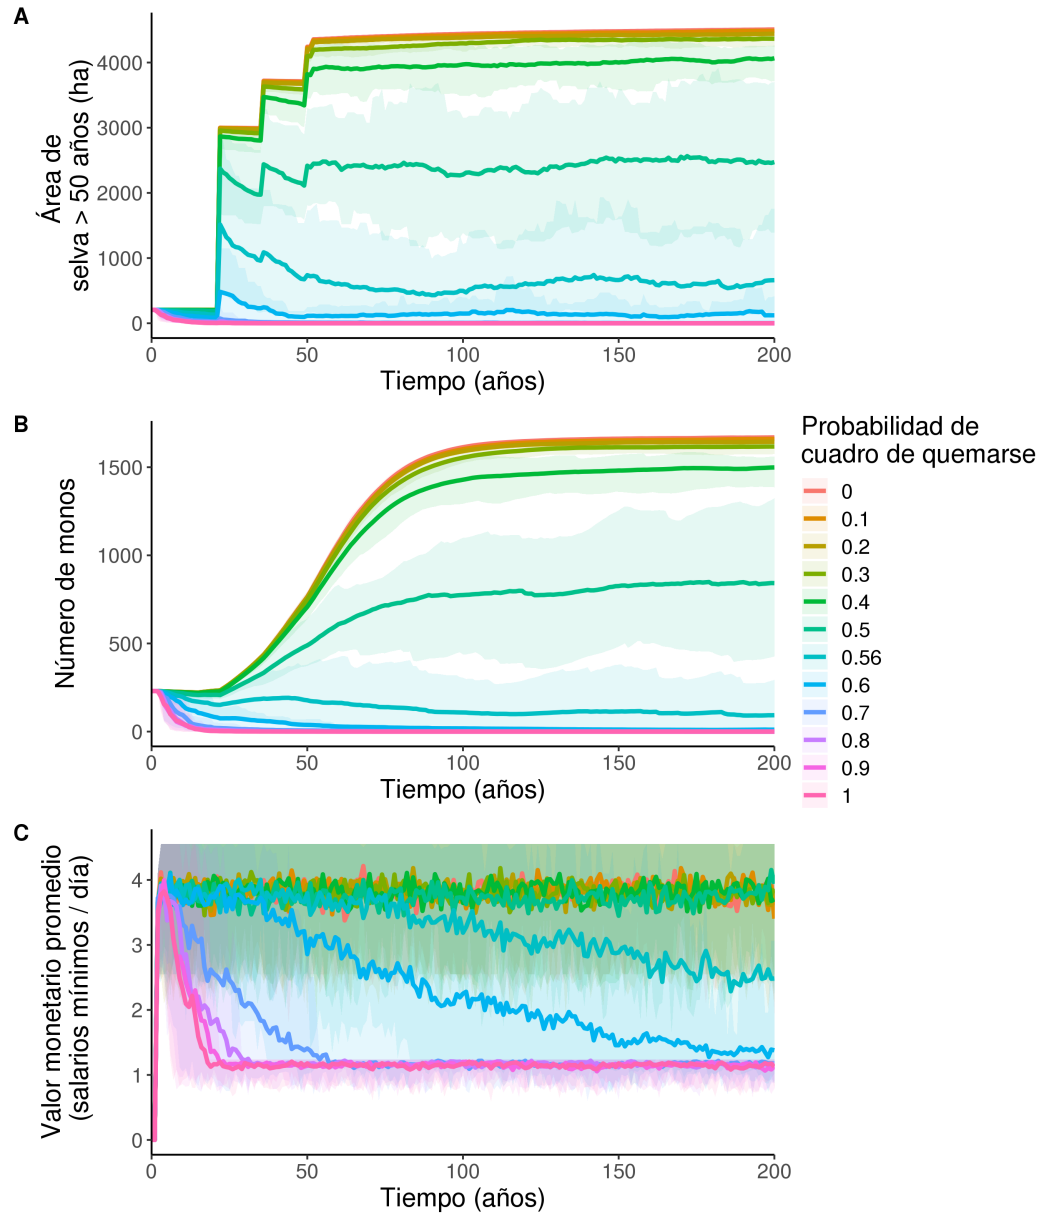 A
Área de
selva > 50 años (ha)
4000
3000
2000
1000
0
0 50 100 150 200
Tiempo (años)
B
Número de monos
1500
1000
500
0
0 50 100 150 200
Tiempo (años)
Probabilidad de
cuadro de quemarse
0
0.1
0.2
0.3
0.4
0.5
0.56
0.6
0.7
0.8
0.9
1
C
Valor monetario promedio
(salarios mínimos / día)
4
3
2
1
0
0 50 100 150 200
Tiempo (años)